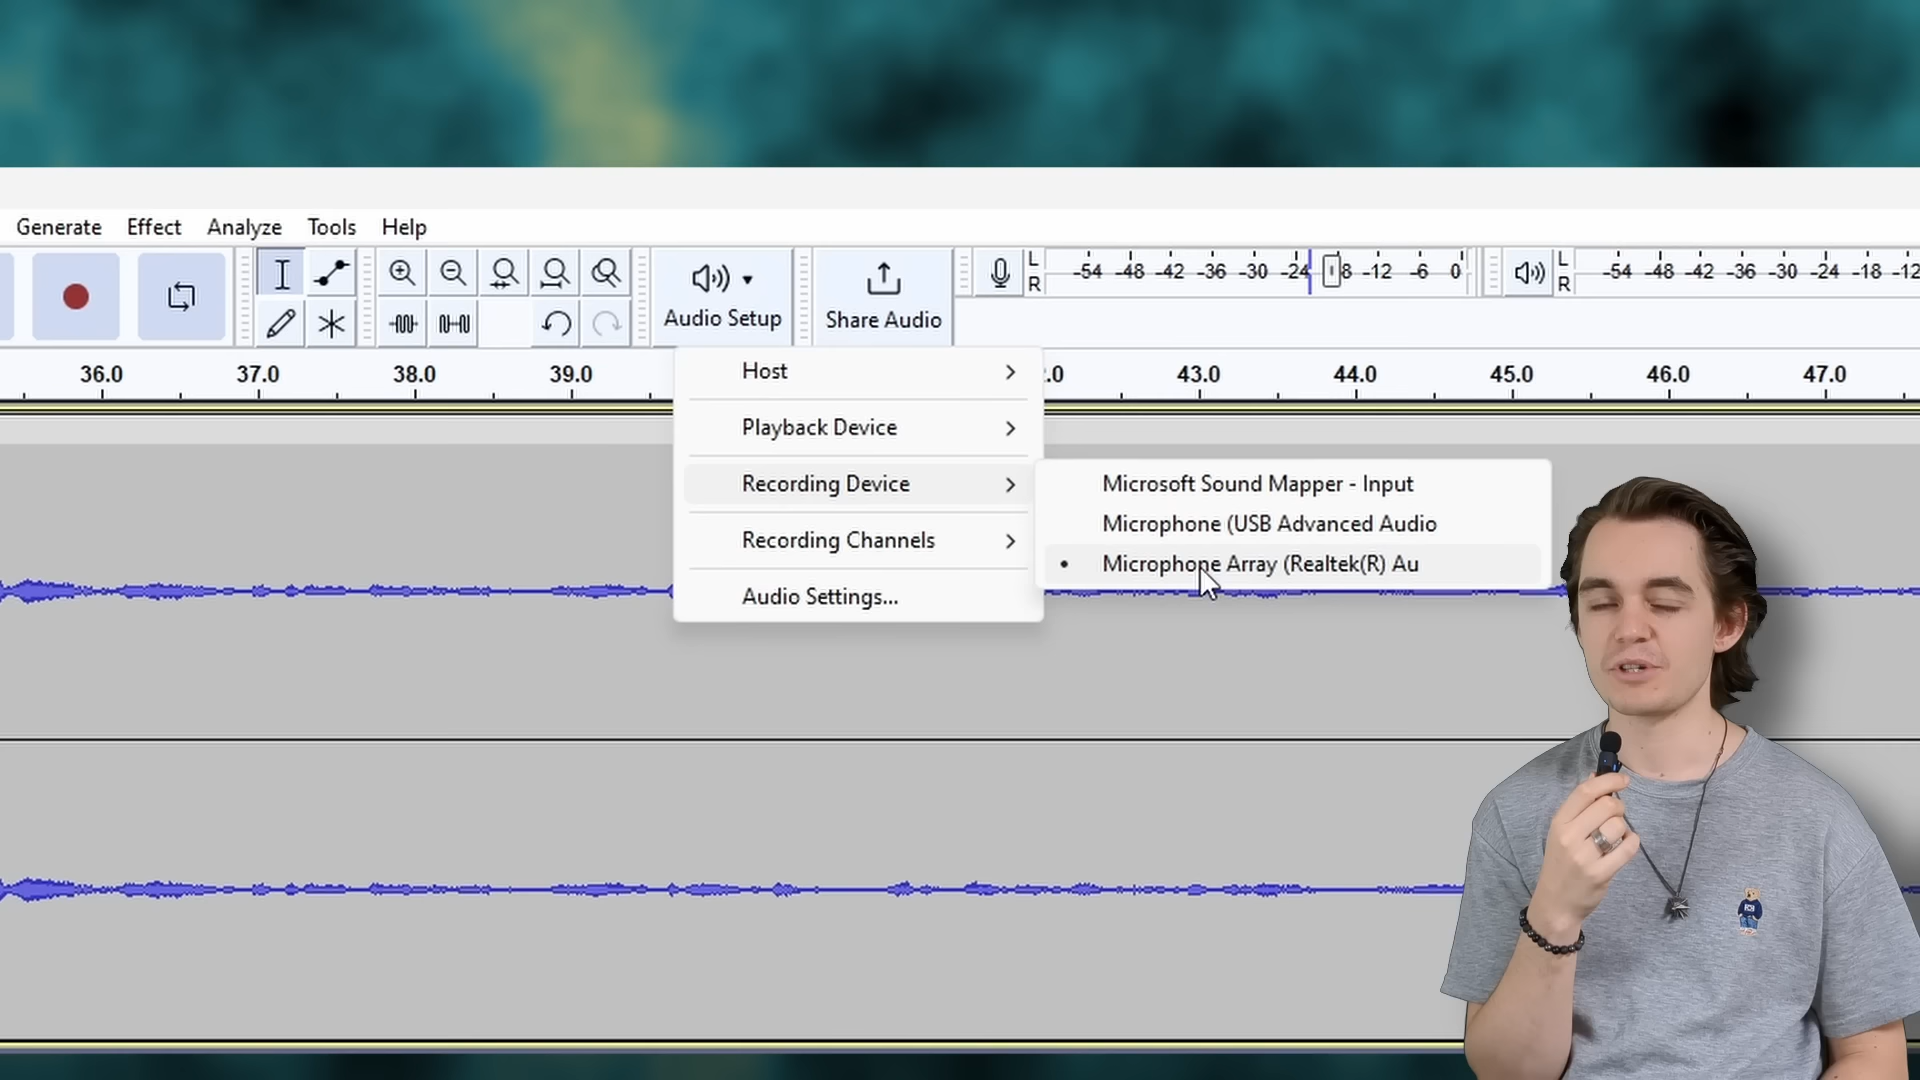 Generate Effect Analyze Tools Help
L -54 -48 -42 -36 -30 -24 8 -12 -6 0 L -54 -48 -42 -36 -30 -24 -18 -12
R R
Audio Setup Share Audio
36.0 37.0 38.0 39.0 .0 43.0 44.0 45.0 46.0 47.0
Host
Playback Device
Recording Device
Recording Channels
Audio Settings...
Microsoft Sound Mapper - Input
Microphone (USB Advanced Audio
Microphone Array (Realtek(R) Au